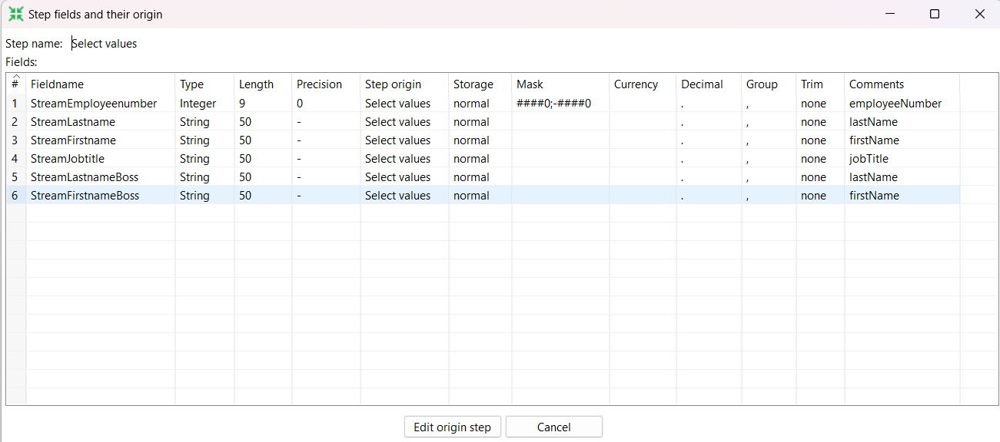 Step fields and their origin
Step name: Select values
Fields:
# Fieldname Type Length Precision Step origin Storage Mask Currency Decimal Group Trim Comments
1 StreamEmployeenumber Integer 9 0 Select values normal ####0;-####0 . , none employeeNumber
2 StreamLastname String 50 - Select values normal . , none lastName
3 StreamFirstname String 50 - Select values normal . , none firstName
4 StreamJobtitle String 50 - Select values normal . , none jobTitle
5 StreamLastnameBoss String 50 - Select values normal . , none lastName
6 StreamFirstnameBoss String 50 - Select values normal . , none firstName
Edit origin step Cancel